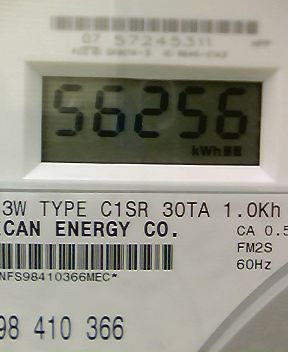 07 57245311
56256
kWh
3W TYPE C1SR 30TA 1.0Kh
CAN ENERGY CO.
CA 0.5
FM2S
NFS98410366MEC*
60Hz
98 410 366